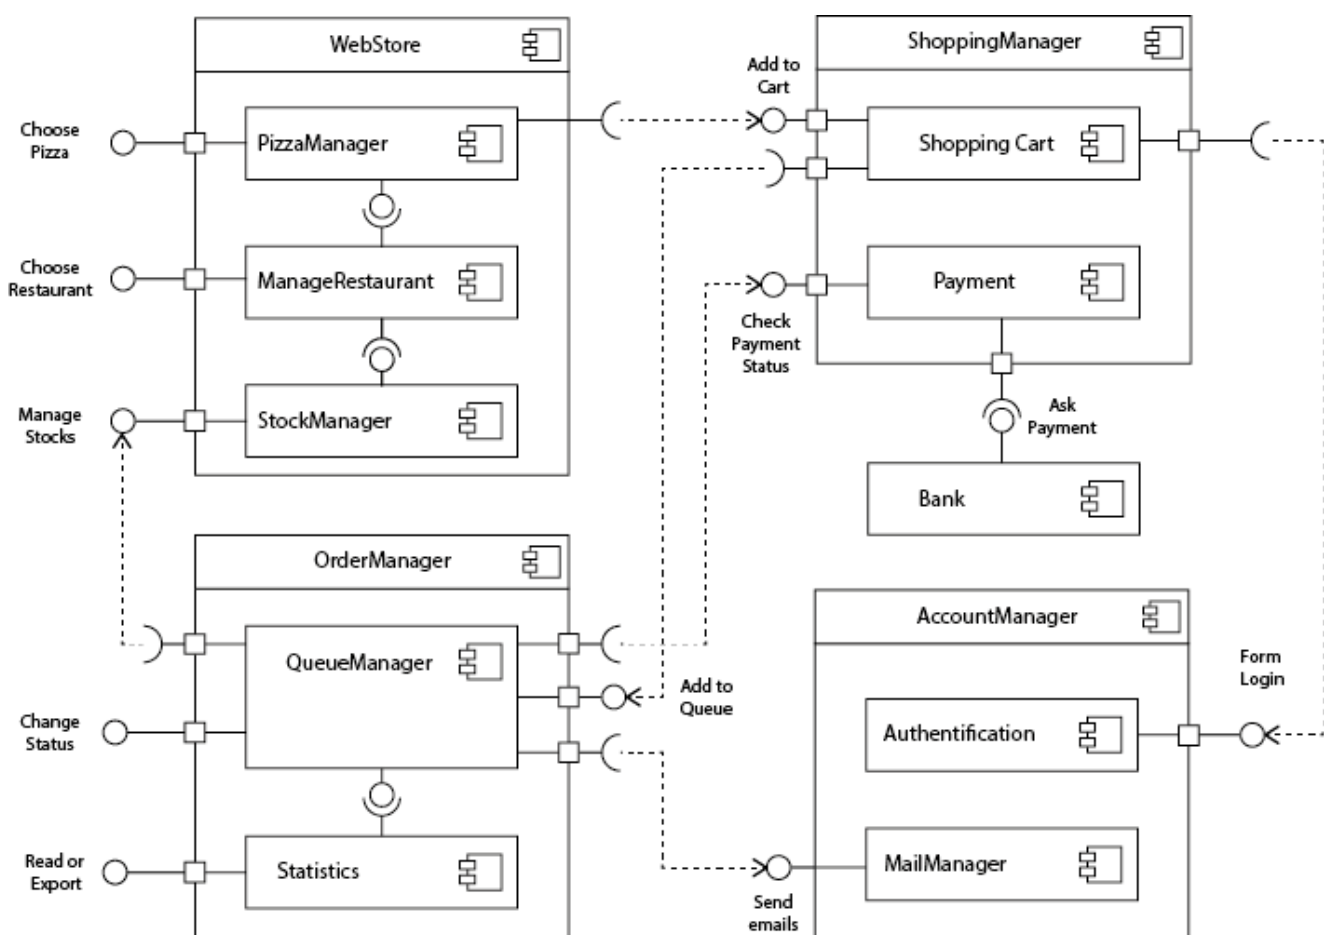 WebStore
ShoppingManager
Add to
Cart
Choose
Pizza
PizzaManager
Shopping Cart
Choose
Restaurant
ManageRestaurant
Payment
Check
Payment
Status
Manage
Stocks
StockManager
Ask
Payment
Bank
OrderManager
AccountManager
QueueManager
Form
Login
Add to
Queue
Change
Status
Authentification
Read or
Export
Statistics
MailManager
Send
emails